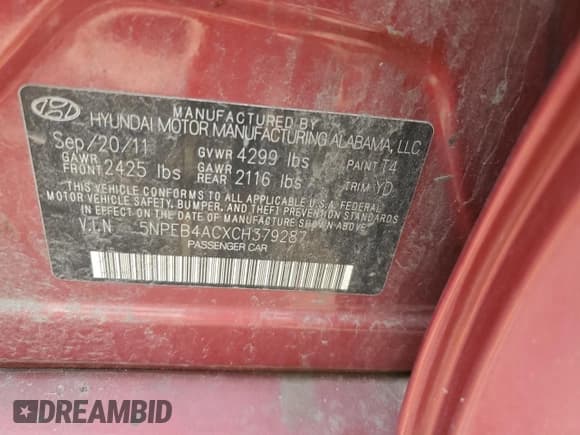 MANUFACTURED BY
HYUNDAI MOTOR MANUFACTURING ALABAMA, LLC.
Sep/20/11 GVWR 4299 lbs PAINT T4
GAWR FRONT 2425 lbs GAWR REAR 2116 lbs TRIM YD
THIS VEHICLE CONFORMS TO ALL APPLICABLE U.S.A. FEDERAL
MOTOR VEHICLE SAFETY, BUMPER, AND THEFT PREVENTION
STANDARDS IN EFFECT ON THE DATE OF MANUFACTURE SHOWN ABOVE.
V.I.N 5NPEB4ACXCH379287
PASSENGER CAR
DREAMBID